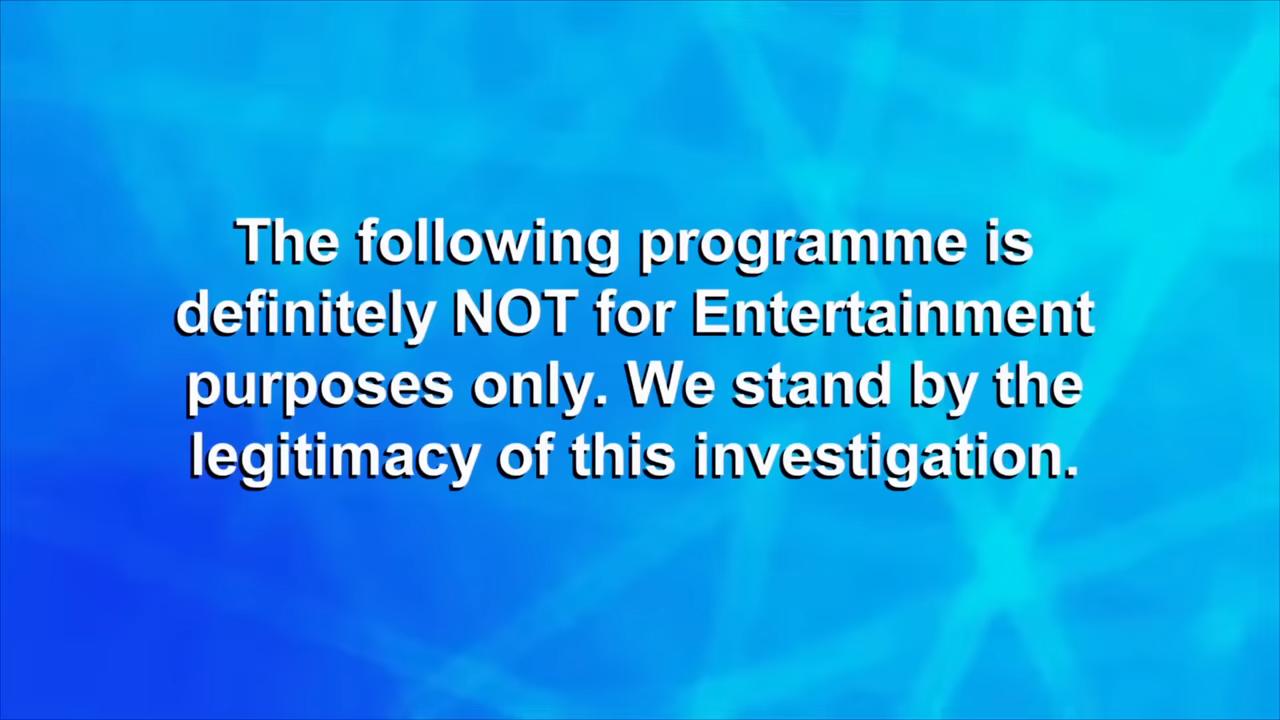 The following programme is
definitely NOT for Entertainment
purposes only. We stand by the
legitimacy of this investigation.